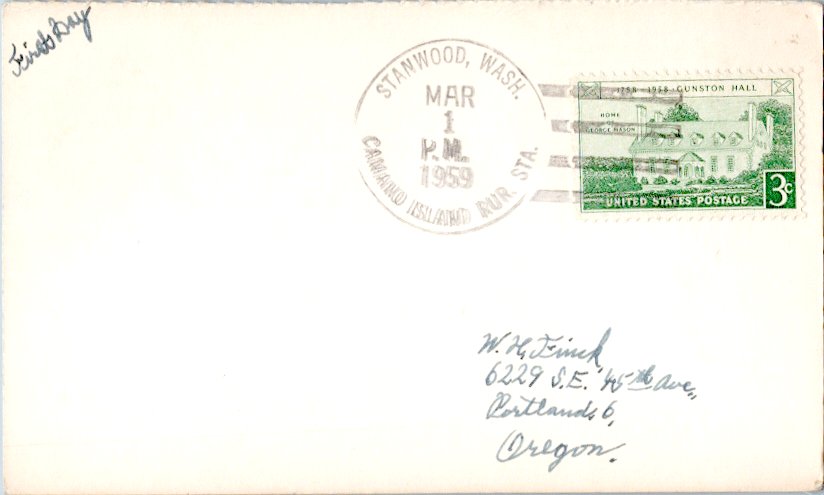 First Day
STANWOOD, WASH.
MAR
1
P.M.
1959
CAMANO ISLAND RUR. STA.
1758 - 1958 · GUNSTON HALL
HOME
OF
GEORGE MASON
3c
UNITED STATES POSTAGE
W. H. Finck
6229 S.E. 45th Ave.,
Portland 6,
Oregon.